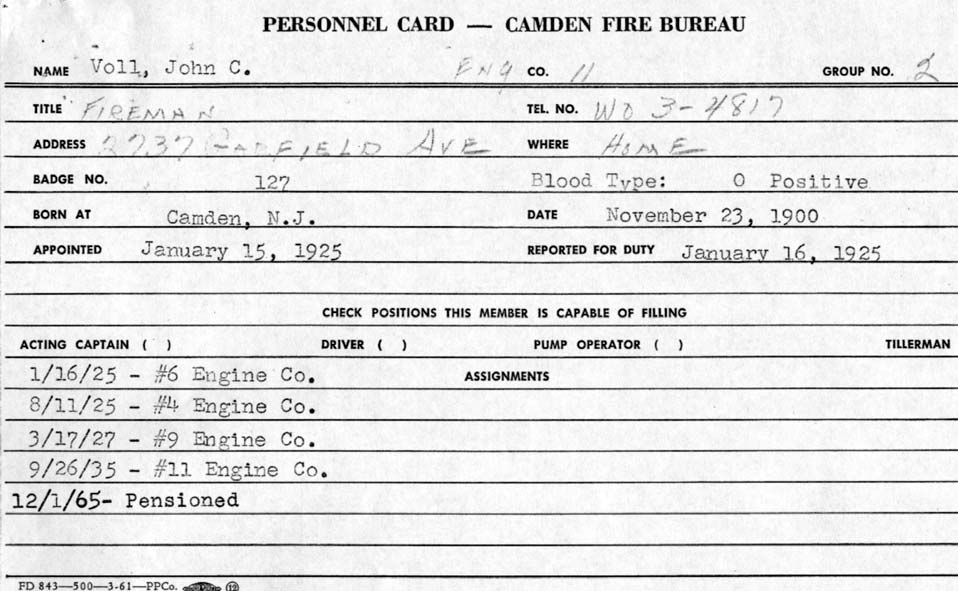 PERSONNEL CARD — CAMDEN FIRE BUREAU
NAME Voll, John C. ENG CO. 11 GROUP NO. 2
TITLE FIREMAN TEL. NO. WO 3-4817
ADDRESS 2737 HAYFIELD AVE WHERE HOME
BADGE NO. 127 Blood Type: O Positive
BORN AT Camden, N.J. DATE November 23, 1900
APPOINTED January 15, 1925 REPORTED FOR DUTY January 16, 1925
CHECK POSITIONS THIS MEMBER IS CAPABLE OF FILLING
ACTING CAPTAIN ( ) DRIVER ( ) PUMP OPERATOR ( ) TILLERMAN
1/16/25 - #6 Engine Co. ASSIGNMENTS
8/11/25 - #4 Engine Co.
3/17/27 - #9 Engine Co.
9/26/35 - #11 Engine Co.
12/1/65- Pensioned
FD 843—500—3-61—PPCo.